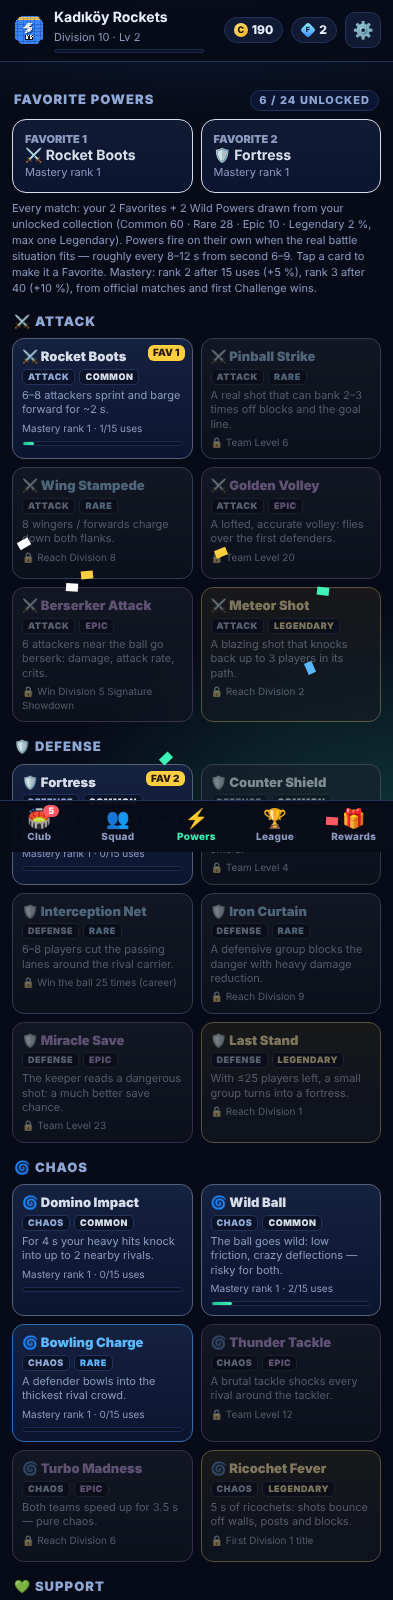 Kadıköy Rockets
Division 10 · Lv 2
C 190
F 2
FAVORITE POWERS
6 / 24 UNLOCKED
FAVORITE 1
Rocket Boots
Mastery rank 1
FAVORITE 2
Fortress
Mastery rank 1
Every match: your 2 Favorites + 2 Wild Powers drawn from your
unlocked collection (Common 60 · Rare 28 · Epic 10 · Legendary 2 %,
max one Legendary). Powers fire on their own when the real battle
situation fits — roughly every 8–12 s from second 6–9. Tap a card to
make it a Favorite. Mastery: rank 2 after 15 uses (+5 %), rank 3 after
40 (+10 %), from official matches and first Challenge wins.
ATTACK
Rocket Boots
FAV 1
ATTACK COMMON
6–8 attackers sprint and barge
forward for ~2 s.
Mastery rank 1 · 1/15 uses
Pinball Strike
ATTACK RARE
A real shot that can bank 2–3
times off blocks and the goal
line.
Team Level 6
Wing Stampede
ATTACK RARE
8 wingers / forwards charge
down both flanks.
Reach Division 8
Golden Volley
ATTACK EPIC
A lofted, accurate volley: flies
over the first defenders.
Team Level 20
Berserker Attack
ATTACK EPIC
6 attackers near the ball go
berserk: damage, attack rate,
crits.
Win Division 5 Signature
Showdown
Meteor Shot
ATTACK LEGENDARY
A blazing shot that knocks
back up to 3 players in its
path.
Reach Division 2
DEFENSE
Fortress
FAV 2
DEFENSE COMMON
Mastery rank 1 · 0/15 uses
Counter Shield
DEFENSE COMMON
Team Level 4
5
Club
Squad
Powers
League
Rewards
Interception Net
DEFENSE RARE
6–8 players cut the passing
lanes around the rival carrier.
Win the ball 25 times (career)
Iron Curtain
DEFENSE RARE
A defensive group blocks the
danger with heavy damage
reduction.
Reach Division 9
Miracle Save
DEFENSE EPIC
The keeper reads a dangerous
shot: a much better save
chance.
Team Level 23
Last Stand
DEFENSE LEGENDARY
With ≤25 players left, a small
group turns into a fortress.
Reach Division 1
CHAOS
Domino Impact
CHAOS COMMON
For 4 s your heavy hits knock
into up to 2 nearby rivals.
Mastery rank 1 · 0/15 uses
Wild Ball
CHAOS COMMON
The ball goes wild: low
friction, crazy deflections —
risky for both.
Mastery rank 1 · 2/15 uses
Bowling Charge
CHAOS RARE
A defender bowls into the
thickest rival crowd.
Mastery rank 1 · 0/15 uses
Thunder Tackle
CHAOS EPIC
A brutal tackle shocks every
rival around the tackler.
Team Level 12
Turbo Madness
CHAOS EPIC
Both teams speed up for 3.5 s
— pure chaos.
Reach Division 6
Ricochet Fever
CHAOS LEGENDARY
5 s of ricochets: shots bounce
off walls, posts and blocks.
First Division 1 title
SUPPORT